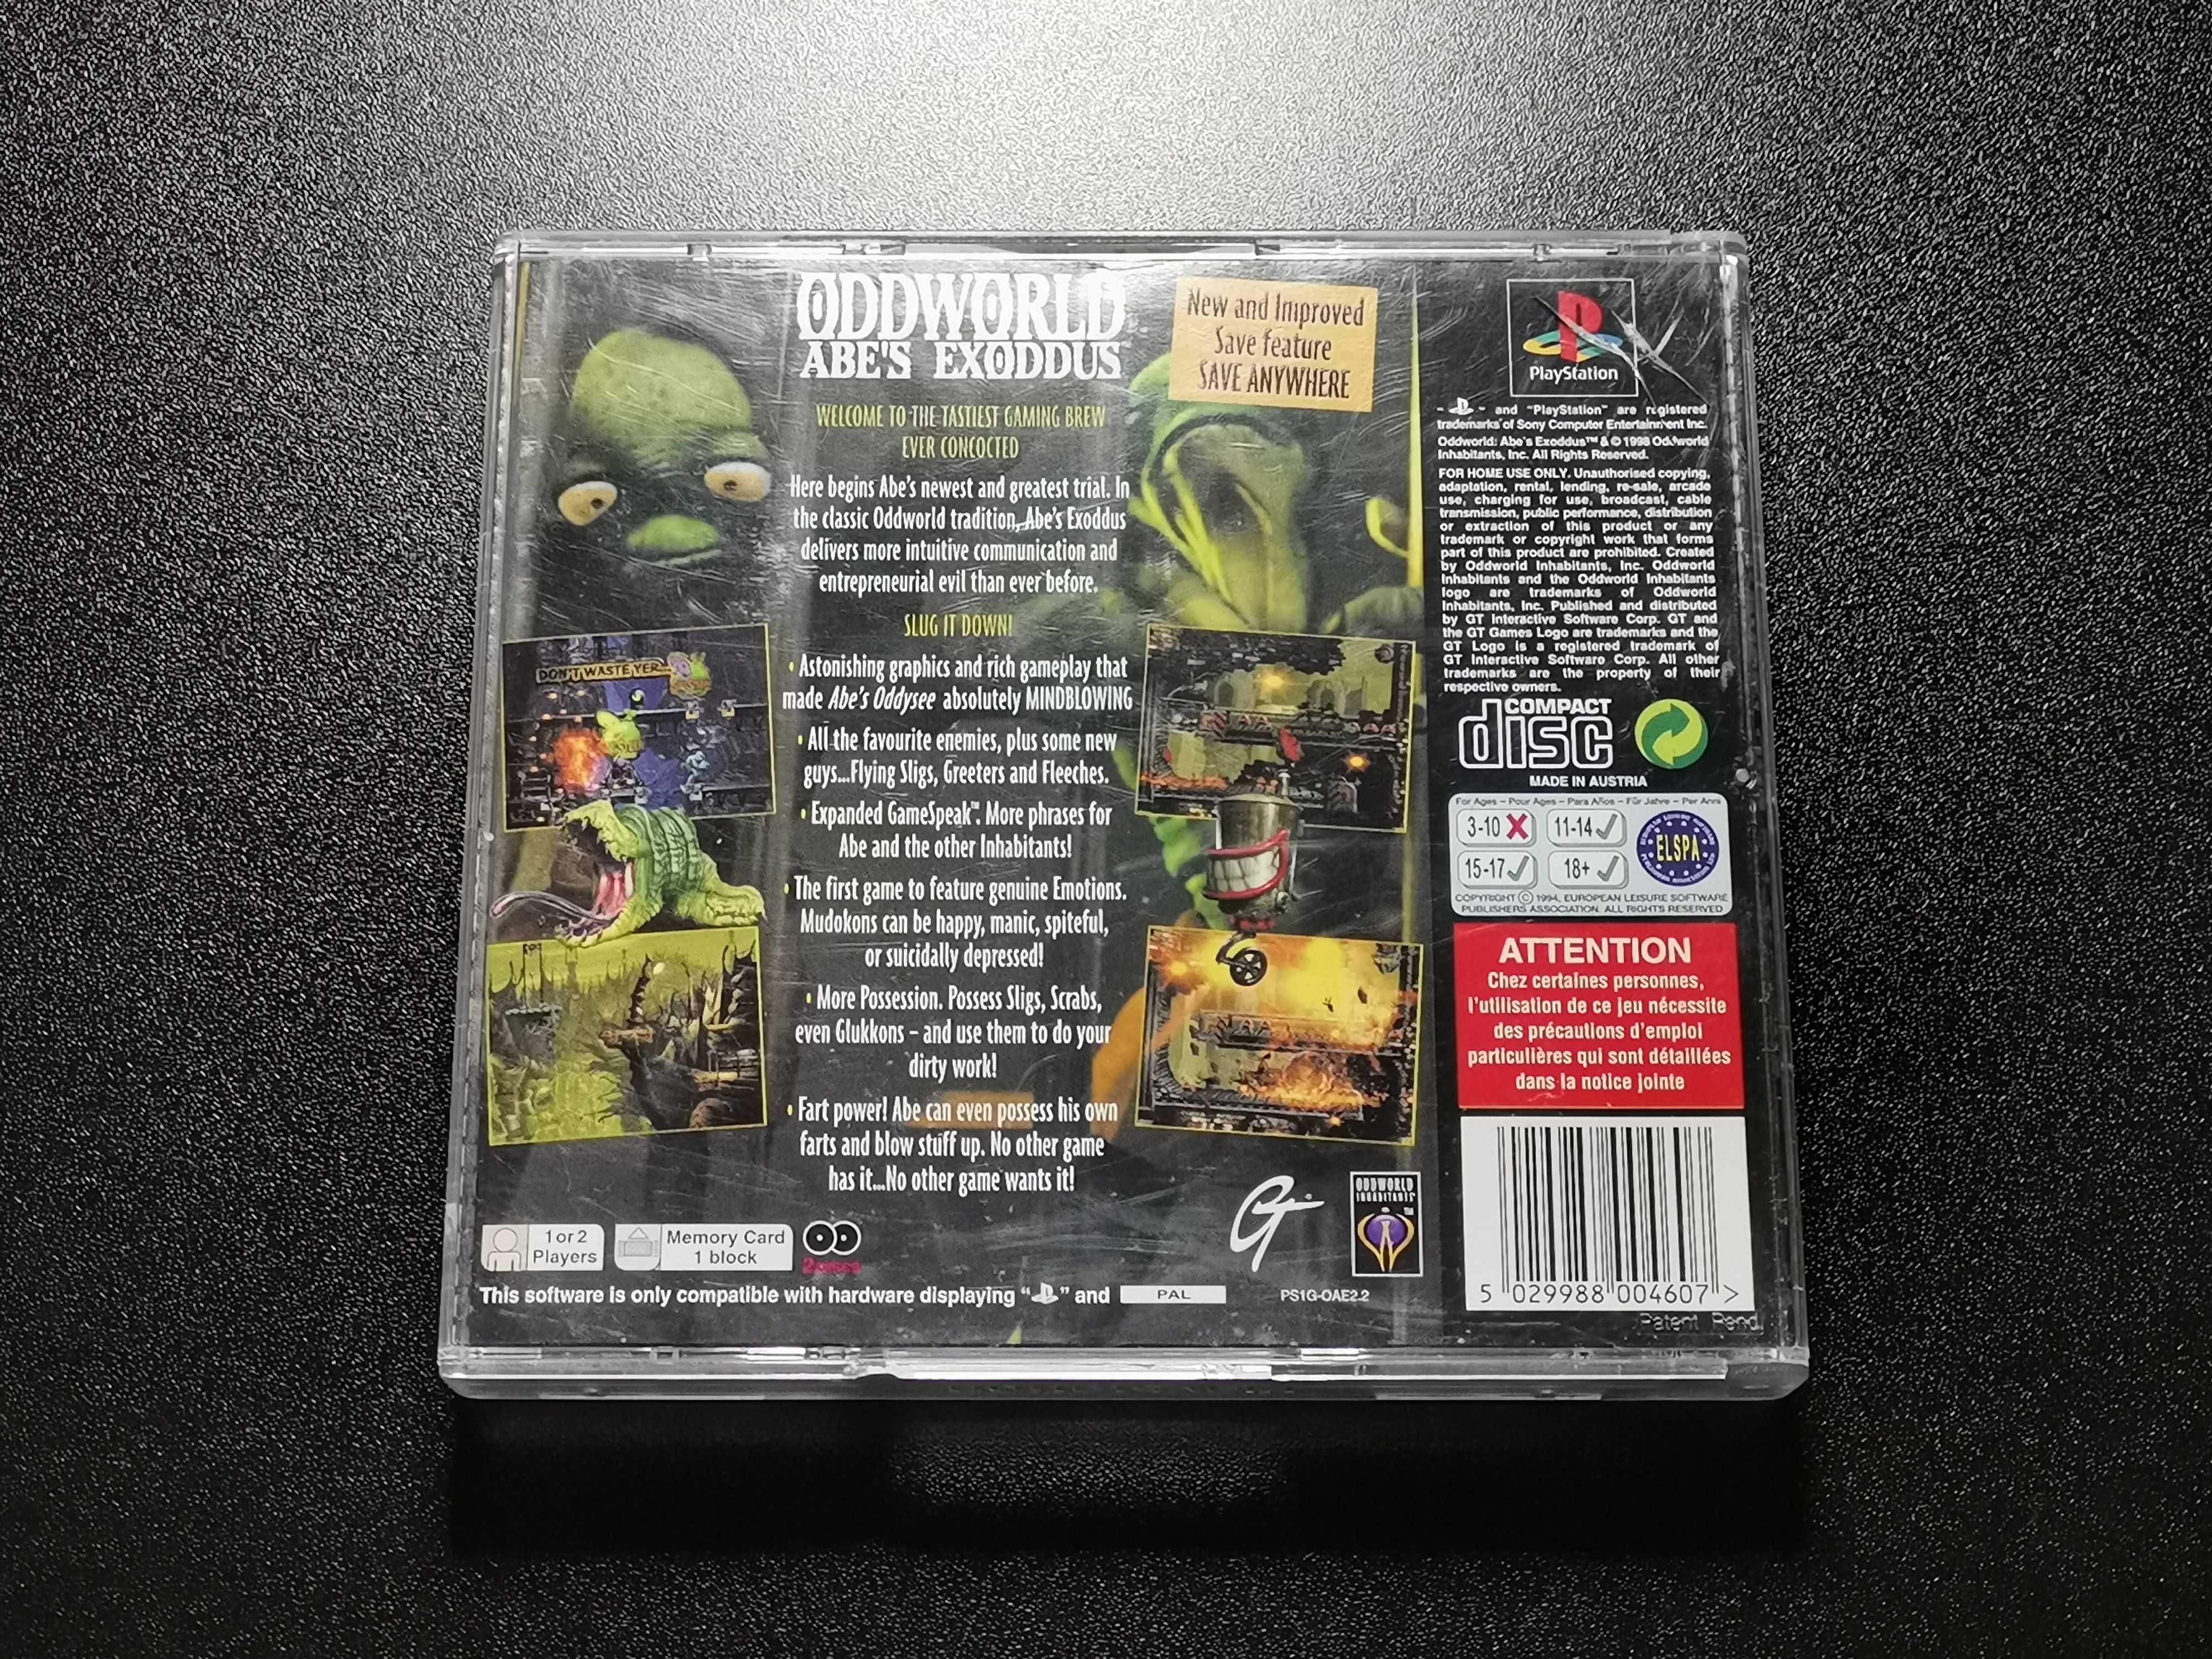 ODDWORLD
ABE'S EXODDUS
WELCOME TO THE TASTIEST GAMING BREW
EVER CONCOCTED
Here begins Abe's newest and greatest trial. In
the classic Oddworld tradition, Abe's Exoddus
delivers more intuitive communication and
entrepreneurial evil than ever before.
SLUG IT DOWN!
• Astonishing graphics and rich gameplay that
made Abe's Oddysee absolutely MINDBLOWING
• All the favourite enemies, plus some new
guys...Flying Sligs, Greeters and Fleeches.
• Expanded GameSpeak™. More phrases for
Abe and the other Inhabitants!
• The first game to feature genuine Emotions.
Mudokons can be happy, manic, spiteful,
or suicidally depressed!
• More Possession. Possess Sligs, Scrabs,
even Glukkons – and use them to do your
dirty work!
• Fart power! Abe can even possess his own
farts and blow stuff up. No other game
has it...No other game wants it!
New and Improved
Save feature
SAVE ANYWHERE
DON'T WASTE YER...
1 or 2
Players
Memory Card
1 block
This software is only compatible with hardware displaying " " and PAL
PS1G-OAE2.2
GT
ODDWORLD
INHABITANTS™
PlayStation
" " and "PlayStation" are registered
trademarks of Sony Computer Entertainment Inc.
Oddworld: Abe's Exoddus™ & © 1998 Oddworld
Inhabitants, Inc. All Rights Reserved.
FOR HOME USE ONLY. Unauthorised copying,
adaptation, rental, lending, re-sale, arcade
use, charging for use, broadcast, cable
transmission, public performance, distribution
or extraction of this product or any
trademark or copyright work that forms
part of this product are prohibited. Created
by Oddworld Inhabitants, Inc. Oddworld
Inhabitants and the Oddworld Inhabitants
logo are trademarks of Oddworld
Inhabitants, Inc. Published and distributed
by GT Interactive Software Corp. GT and
the GT Games Logo are trademarks and the
GT Logo is a registered trademark of
GT Interactive Software Corp. All other
trademarks are the property of their
respective owners.
COMPACT
disc
MADE IN AUSTRIA
For Ages – Pour Ages – Para Años – Für Jahre – Per Anni
3-10 11-14
15-17 18+
ELSPA
COPYRIGHT © 1994, EUROPEAN LEISURE SOFTWARE
PUBLISHERS ASSOCIATION. ALL RIGHTS RESERVED
ATTENTION
Chez certaines personnes,
l'utilisation de ce jeu nécessite
des précautions d'emploi
particulières qui sont détaillées
dans la notice jointe
5 029988 004607 >
Patent Pend.